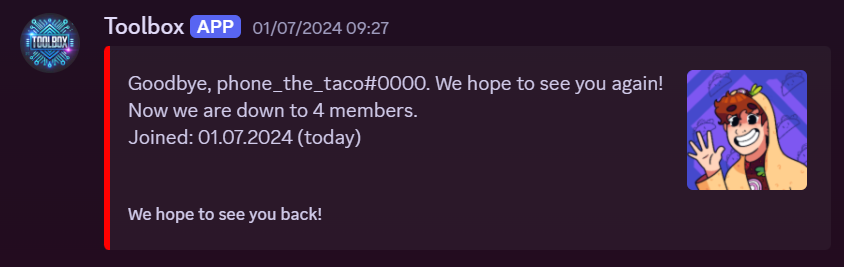 TOOLBOX
Toolbox APP 01/07/2024 09:27
Goodbye, phone_the_taco#0000. We hope to see you again!
Now we are down to 4 members.
Joined: 01.07.2024 (today)
We hope to see you back!